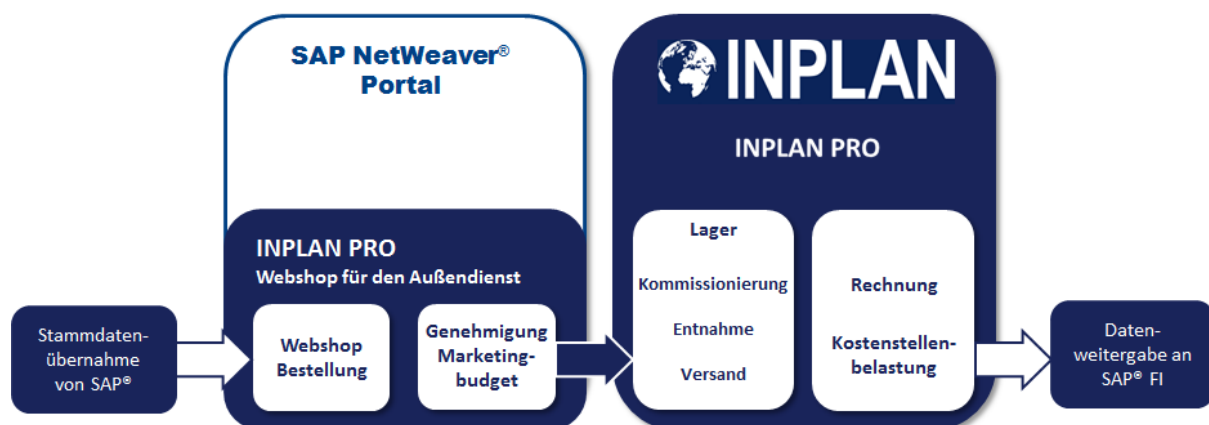 SAP NetWeaver®
Portal
INPLAN PRO
Webshop für den Außendienst
Stammdaten-
übernahme
von SAP®
Webshop
Bestellung
Genehmigung
Marketing-
budget
INPLAN
INPLAN PRO
Lager
Kommissionierung
Entnahme
Versand
Rechnung
Kostenstellen-
belastung
Daten-
weitergabe an
SAP® FI